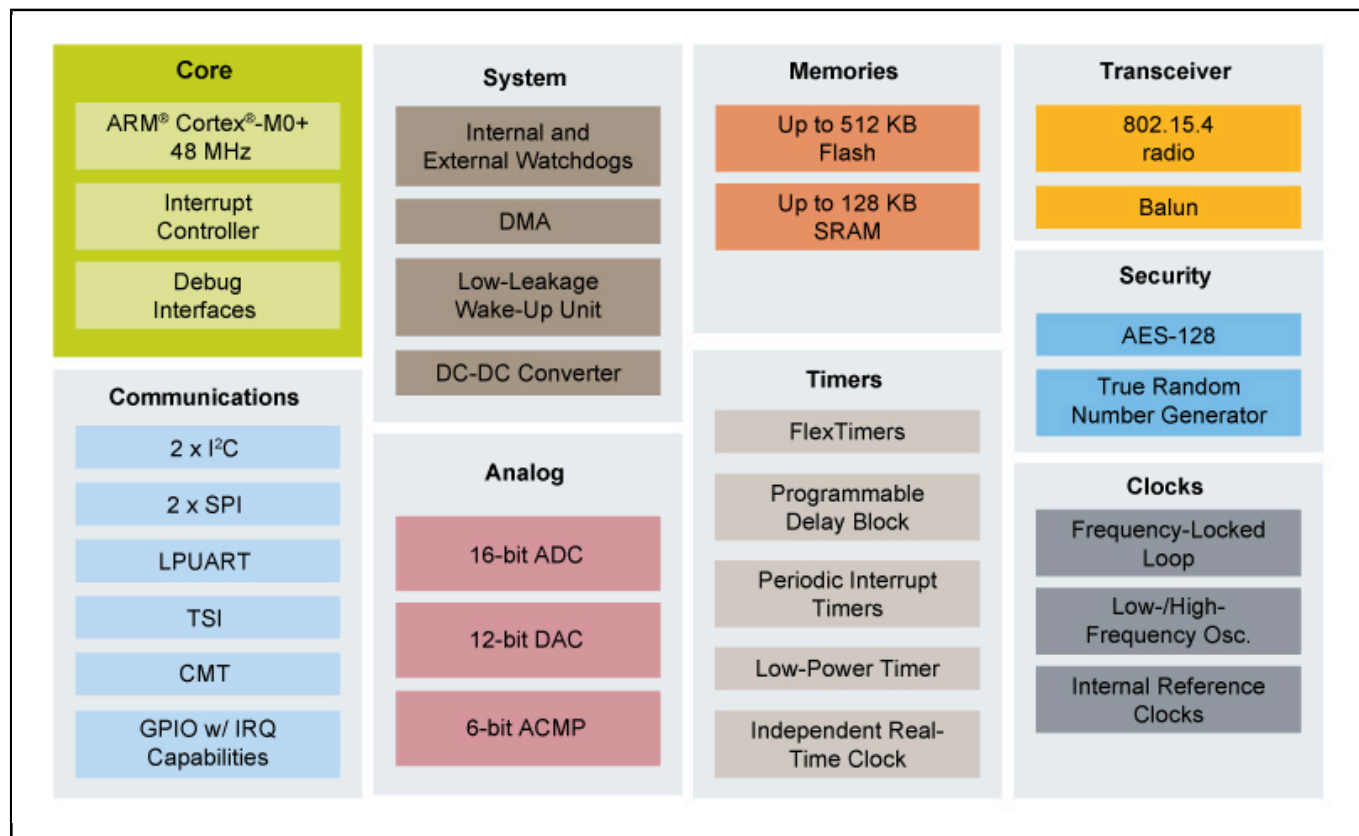 Core
ARM® Cortex®-M0+
48 MHz
Interrupt
Controller
Debug
Interfaces
Communications
2 x I²C
2 x SPI
LPUART
TSI
CMT
GPIO w/ IRQ
Capabilities
System
Internal and
External Watchdogs
DMA
Low-Leakage
Wake-Up Unit
DC-DC Converter
Analog
16-bit ADC
12-bit DAC
6-bit ACMP
Memories
Up to 512 KB
Flash
Up to 128 KB
SRAM
Timers
FlexTimers
Programmable
Delay Block
Periodic Interrupt
Timers
Low-Power Timer
Independent Real-
Time Clock
Transceiver
802.15.4
radio
Balun
Security
AES-128
True Random
Number Generator
Clocks
Frequency-Locked
Loop
Low-/High-
Frequency Osc.
Internal Reference
Clocks